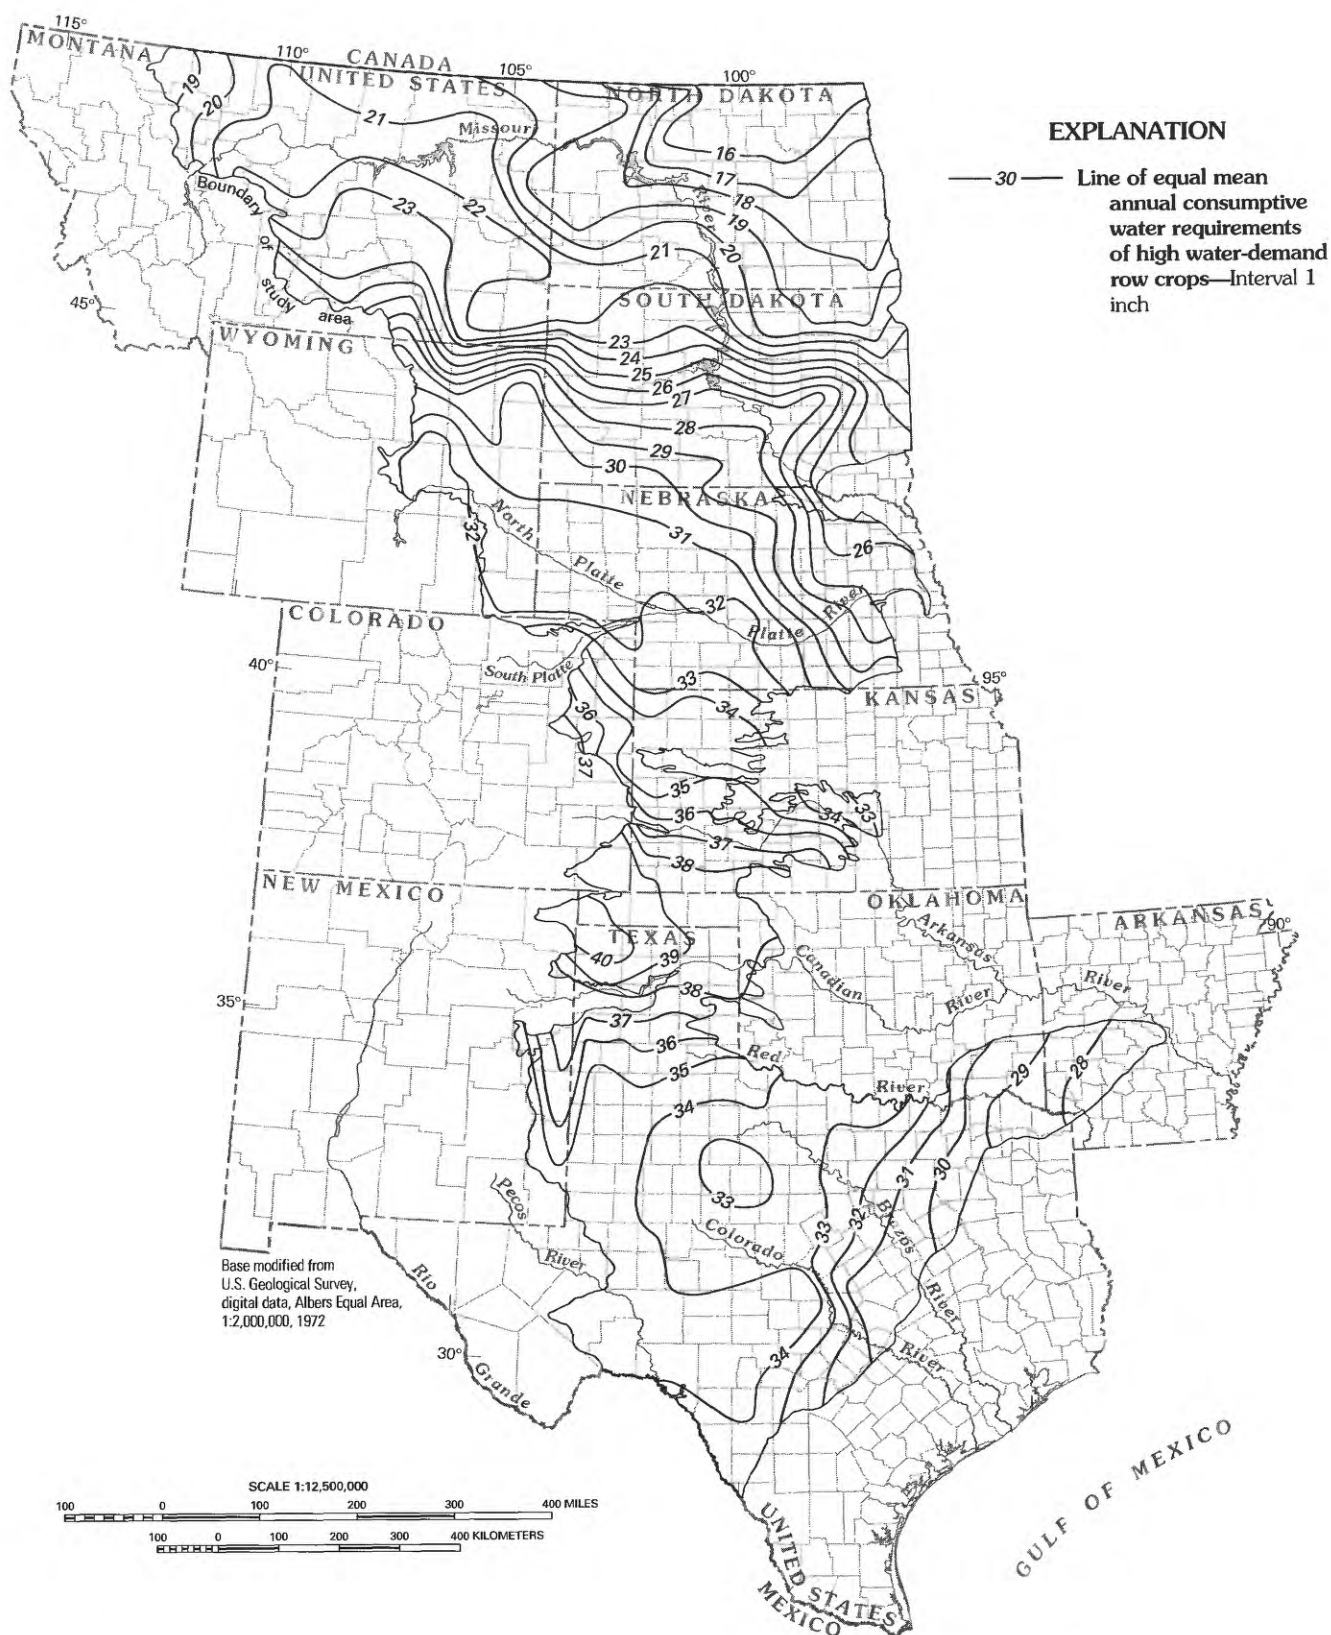 115°
MONTANA
110°
CANADA
UNITED STATES
105°
100°
NORTH DAKOTA
19
20
21
Missouri
River
16
17
18
19
20
21
22
23
Boundary
of
study
area
45°
WYOMING
SOUTH DAKOTA
23
24
25
26
27
28
29
30
NEBRASKA
North
Platte
31
32
26
32
Platte
River
COLORADO
40°
South Platte
33
34
KANSAS
95°
36
37
35
36
33
34
37
38
NEW MEXICO
OKLAHOMA
ARKANSAS
90°
TEXAS
40
39
38
Canadian
River
Arkansas
River
35°
37
36
35
34
Red
River
29
28
33
31
30
32
33
Brazos
River
Colorado
River
Pecos
River
34
30°
Rio
Grande
Base modified from
U.S. Geological Survey,
digital data, Albers Equal Area,
1:2,000,000, 1972
GULF OF MEXICO
UNITED STATES
MEXICO
EXPLANATION
30 Line of equal mean
annual consumptive
water requirements
of high water-demand
row crops—Interval 1
inch
SCALE 1:12,500,000
100 0 100 200 300 400 MILES
100 0 100 200 300 400 KILOMETERS